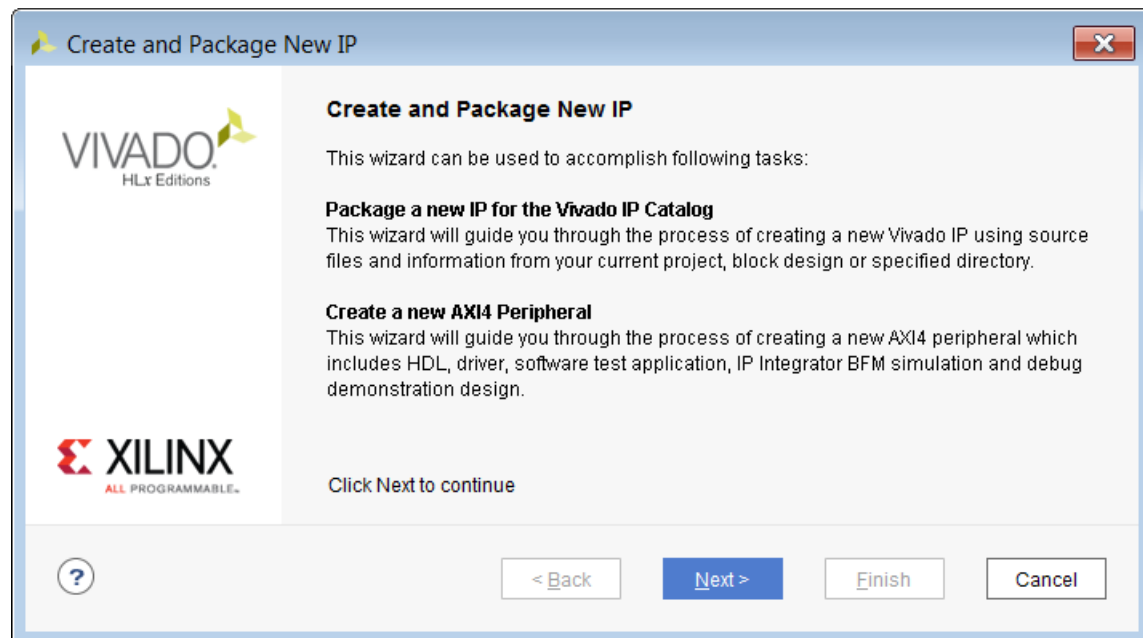 Create and Package New IP
VIVADO.
HLx Editions
Create and Package New IP
This wizard can be used to accomplish following tasks:
Package a new IP for the Vivado IP Catalog
This wizard will guide you through the process of creating a new Vivado IP using source
files and information from your current project, block design or specified directory.
Create a new AXI4 Peripheral
This wizard will guide you through the process of creating a new AXI4 peripheral which
includes HDL, driver, software test application, IP Integrator BFM simulation and debug
demonstration design.
XILINX
ALL PROGRAMMABLE™
Click Next to continue
?
< Back
Next >
Finish
Cancel